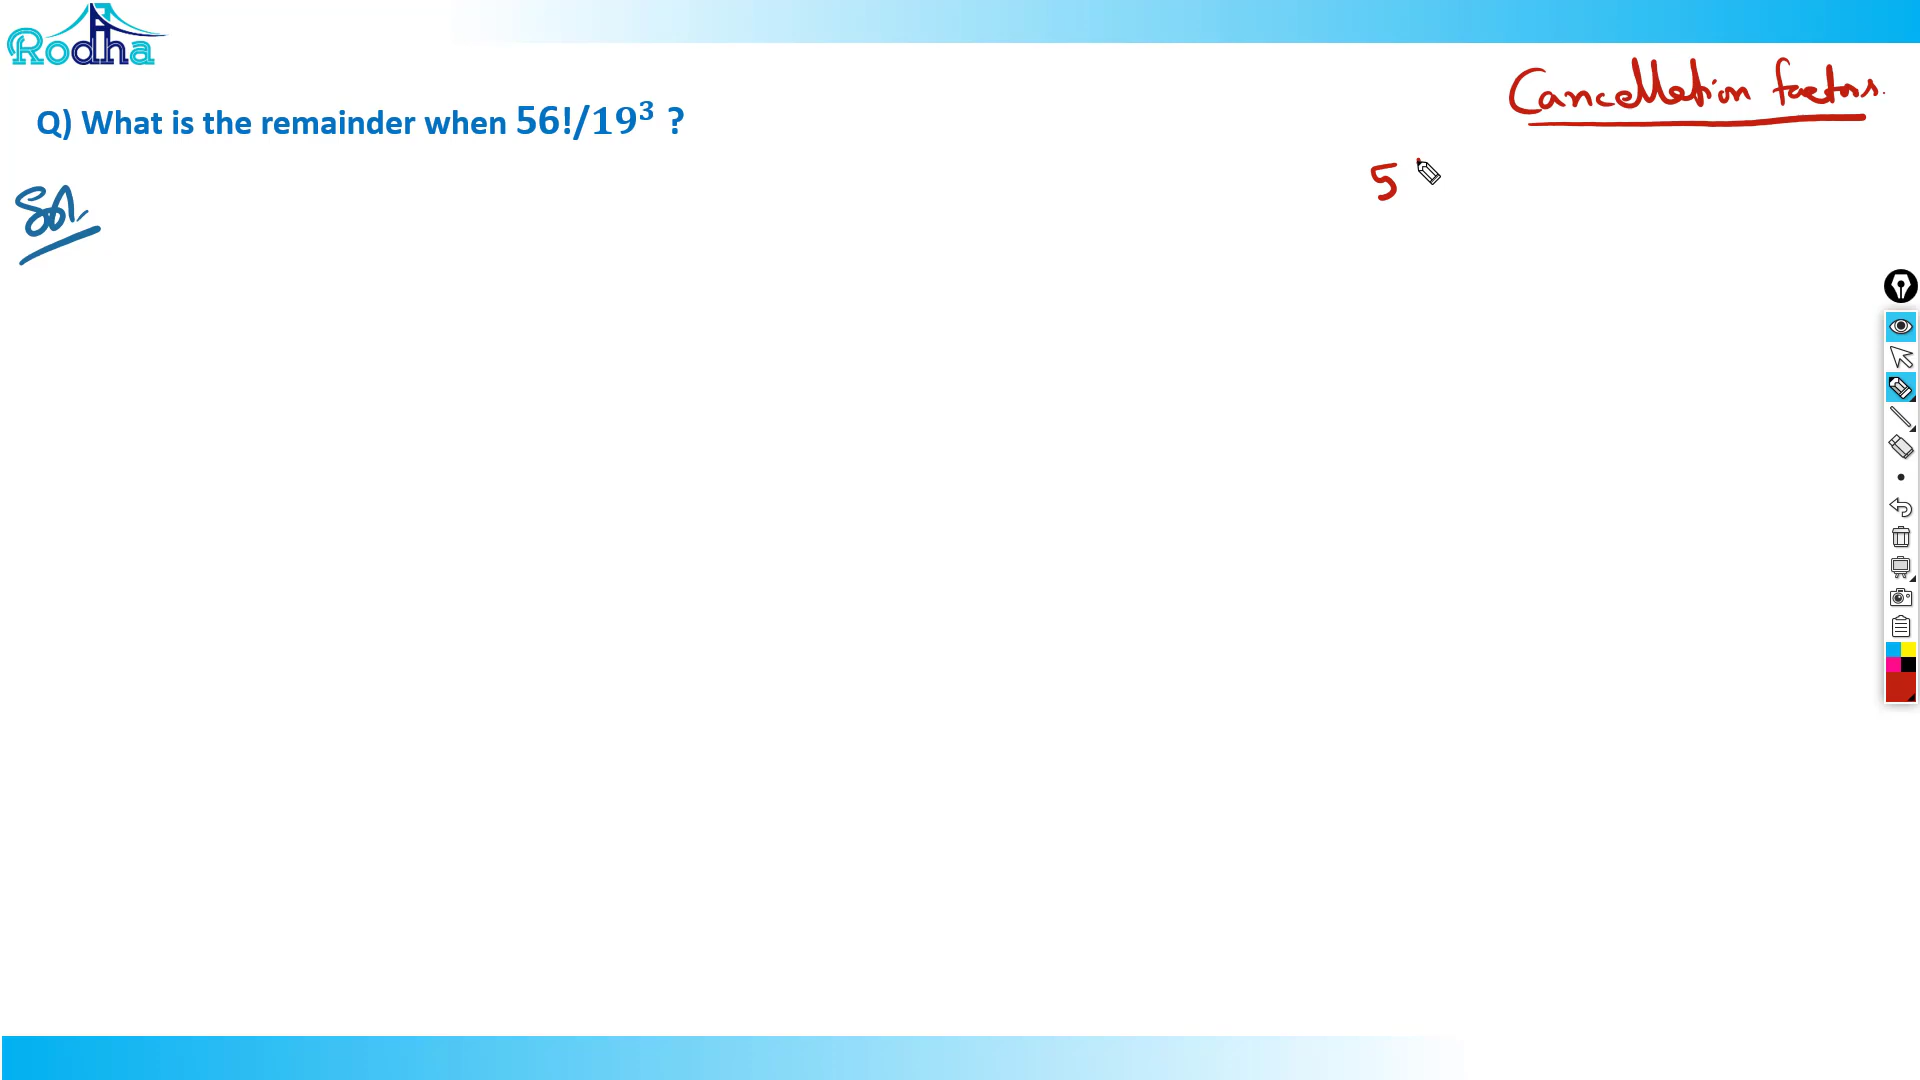 Rodha
Cancellation factors.
Q) What is the remainder when 56!/19³ ?
5
Sol.